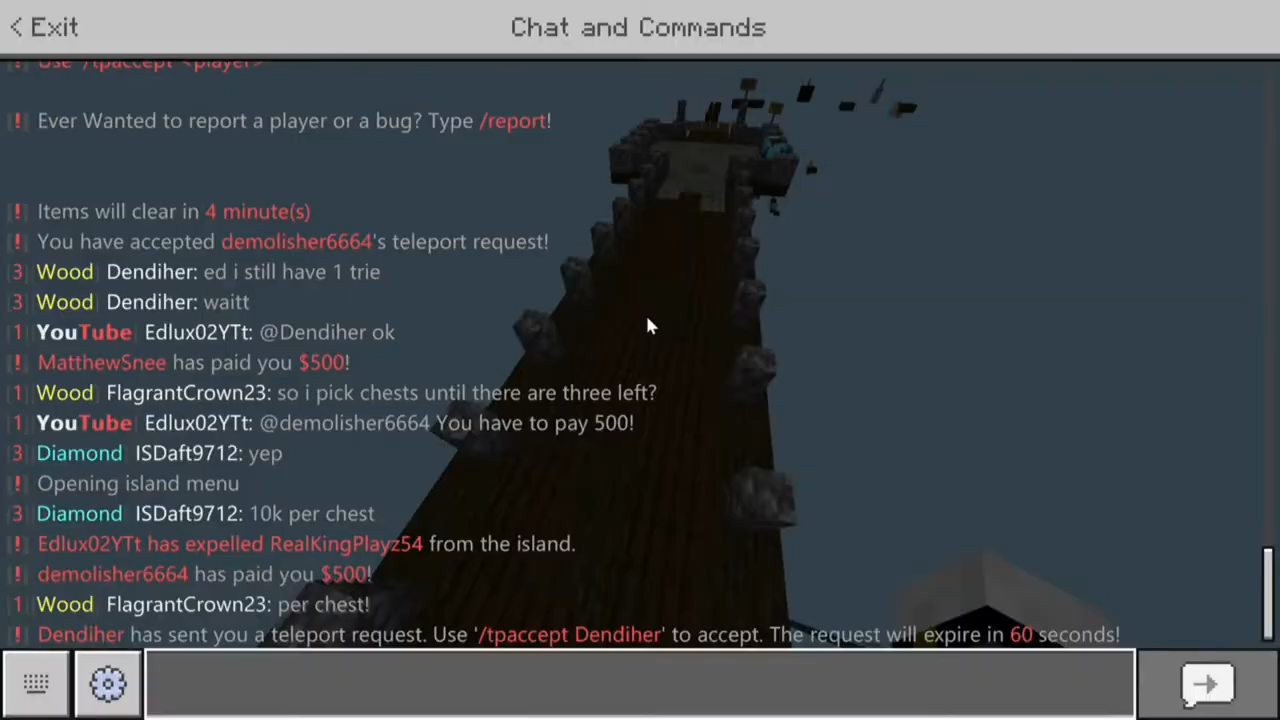 < Exit
Chat and Commands
! Use '/tpaccept <player>'
! Ever Wanted to report a player or a bug? Type /report!
! Items will clear in 4 minute(s)
! You have accepted demolisher6664's teleport request!
3 Wood Dendiher: ed i still have 1 trie
3 Wood Dendiher: waitt
1 YouTube Edlux02YTt: @Dendiher ok
! MatthewSnee has paid you $500!
1 Wood FlagrantCrown23: so i pick chests until there are three left?
1 YouTube Edlux02YTt: @demolisher6664 You have to pay 500!
3 Diamond ISDaft9712: yep
! Opening island menu
3 Diamond ISDaft9712: 10k per chest
! Edlux02YTt has expelled RealKingPlayz54 from the island.
! demolisher6664 has paid you $500!
1 Wood FlagrantCrown23: per chest!
! Dendiher has sent you a teleport request. Use '/tpaccept Dendiher' to accept. The request will expire in 60 seconds!